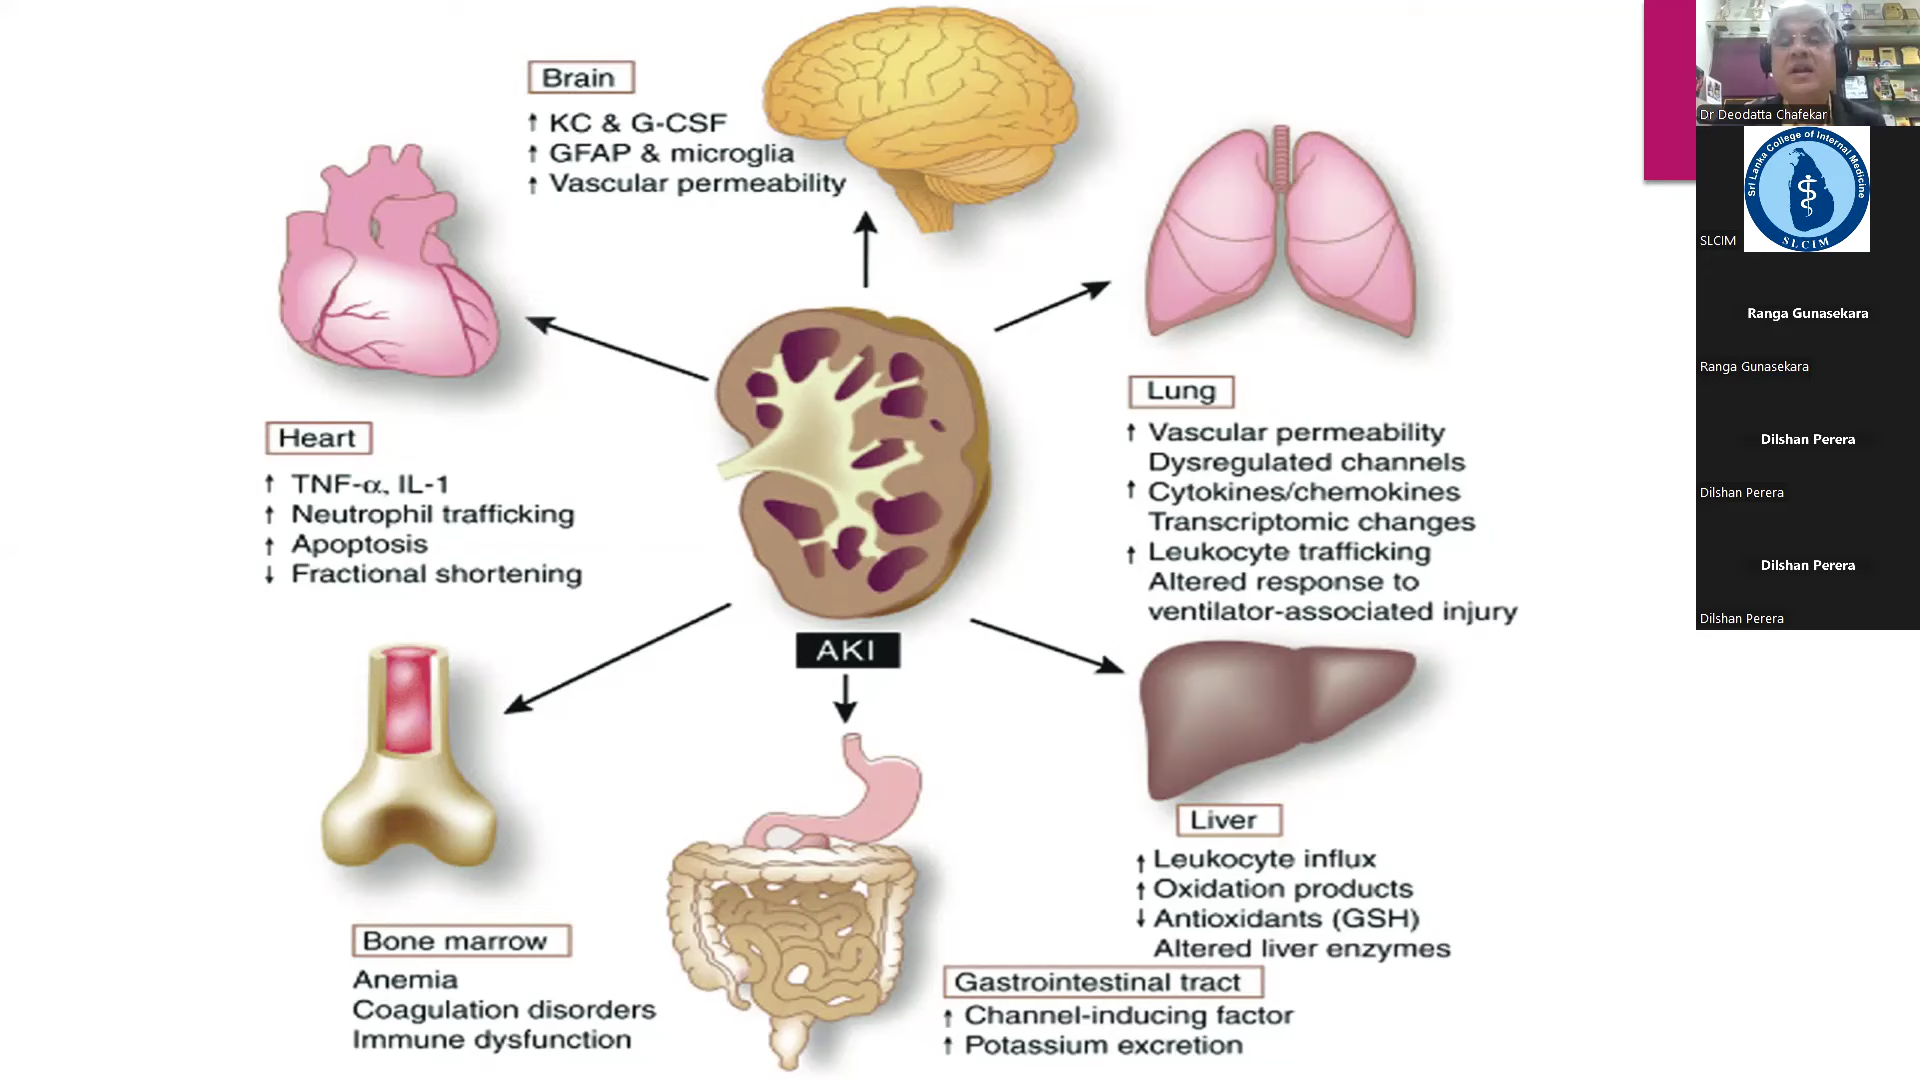 Brain
↑ KC & G-CSF
↑ GFAP & microglia
↑ Vascular permeability
Heart
↑ TNF-α, IL-1
↑ Neutrophil trafficking
↑ Apoptosis
↓ Fractional shortening
Lung
↑ Vascular permeability
Dysregulated channels
↑ Cytokines/chemokines
Transcriptomic changes
↑ Leukocyte trafficking
Altered response to
ventilator-associated injury
AKI
Liver
↑ Leukocyte influx
↑ Oxidation products
↓ Antioxidants (GSH)
Altered liver enzymes
Bone marrow
Anemia
Coagulation disorders
Immune dysfunction
Gastrointestinal tract
↑ Channel-inducing factor
↑ Potassium excretion
Dr Deodatta Chafekar
Sri Lanka College of Internal Medicine
SLCIM
SLCIM
Ranga Gunasekara
Ranga Gunasekara
Dilshan Perera
Dilshan Perera
Dilshan Perera
Dilshan Perera